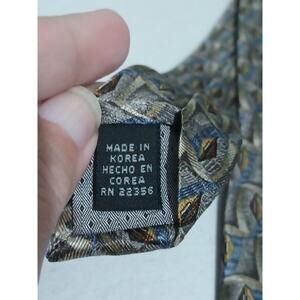 MADE IN
KOREA
HECHO EN
COREA
RN 22356